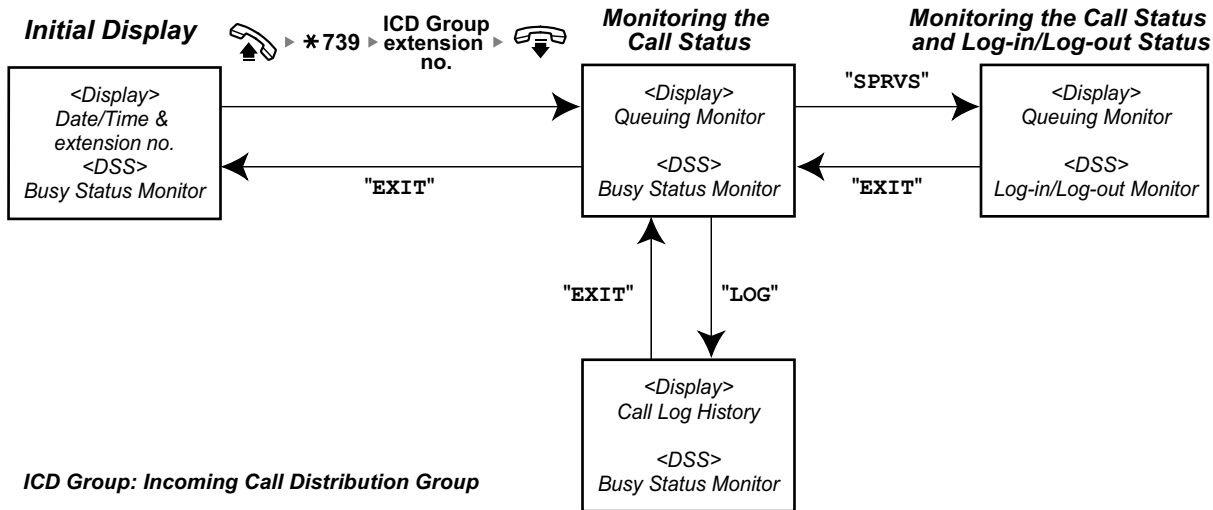 Initial Display
*739
ICD Group
extension
no.
Monitoring the
Call Status
Monitoring the Call Status
and Log-in/Log-out Status
<Display>
Date/Time &
extension no.
<DSS>
Busy Status Monitor
"EXIT"
<Display>
Queuing Monitor
<DSS>
Busy Status Monitor
"SPRVS"
"EXIT"
<Display>
Queuing Monitor
<DSS>
Log-in/Log-out Monitor
"EXIT"
"LOG"
<Display>
Call Log History
<DSS>
Busy Status Monitor
ICD Group: Incoming Call Distribution Group